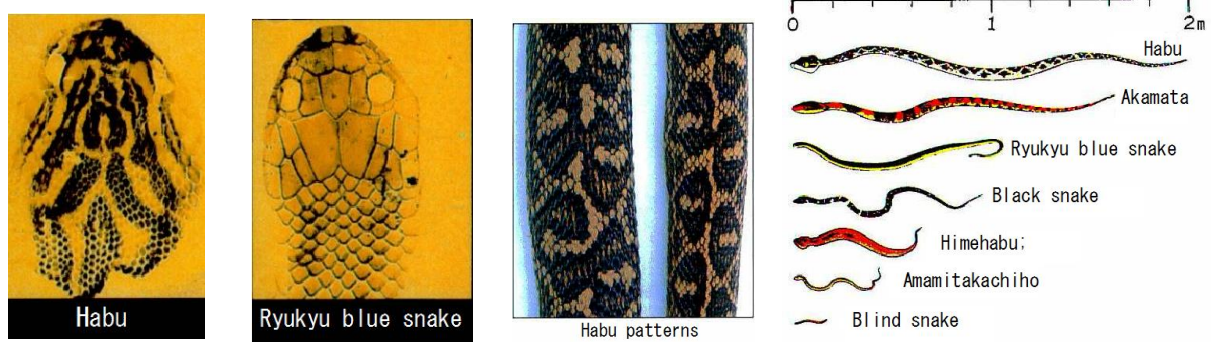 Habu
Ryukyu blue snake
Habu patterns
0 1 2m
Habu
Akamata
Ryukyu blue snake
Black snake
Himehabu;
Amamitakachiho
Blind snake